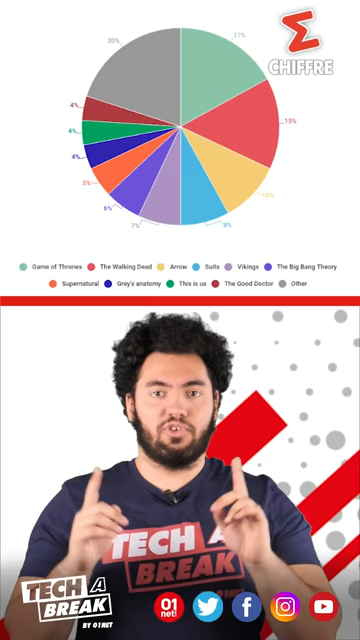 CHIFFRE
20%
17%
15%
10%
8%
7%
6%
5%
4%
4%
4%
Game of Thrones The Walking Dead Arrow Suits Vikings The Big Bang Theory
Supernatural Grey's anatomy This is us The Good Doctor Other
TECH A
BREAK
01NET
TECH A
BREAK
BY 01NET
01
net!